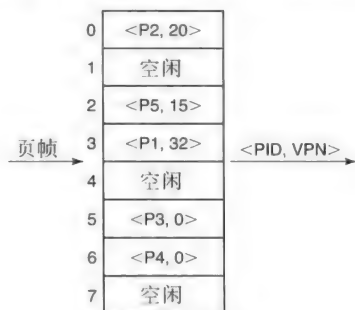 0 <P2, 20>
1 空闲
2 <P5, 15>
页帧 3 <P1, 32> <PID, VPN>
4 空闲
5 <P3, 0>
6 <P4, 0>
7 空闲